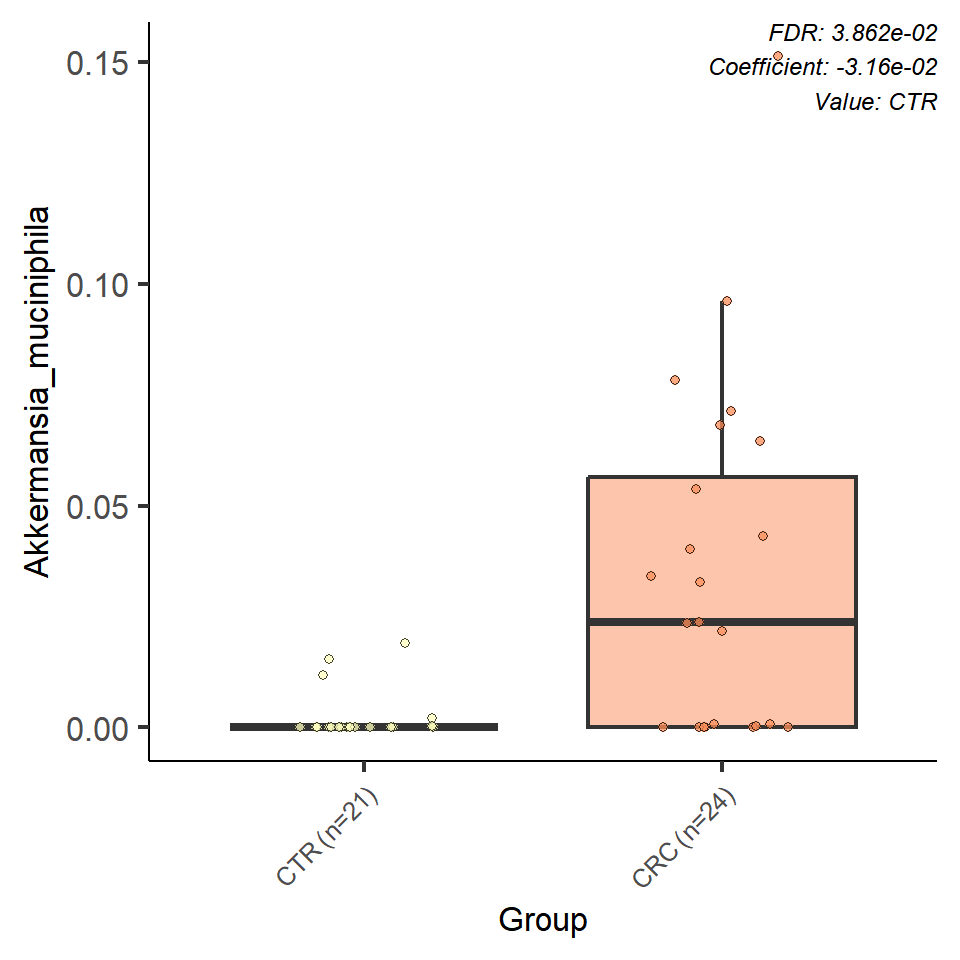 FDR: 3.862e-02
Coefficient: -3.16e-02
Value: CTR
0.15
0.10
0.05
0.00
Akkermansia_muciniphila
CTR (n=21)
CRC (n=24)
Group